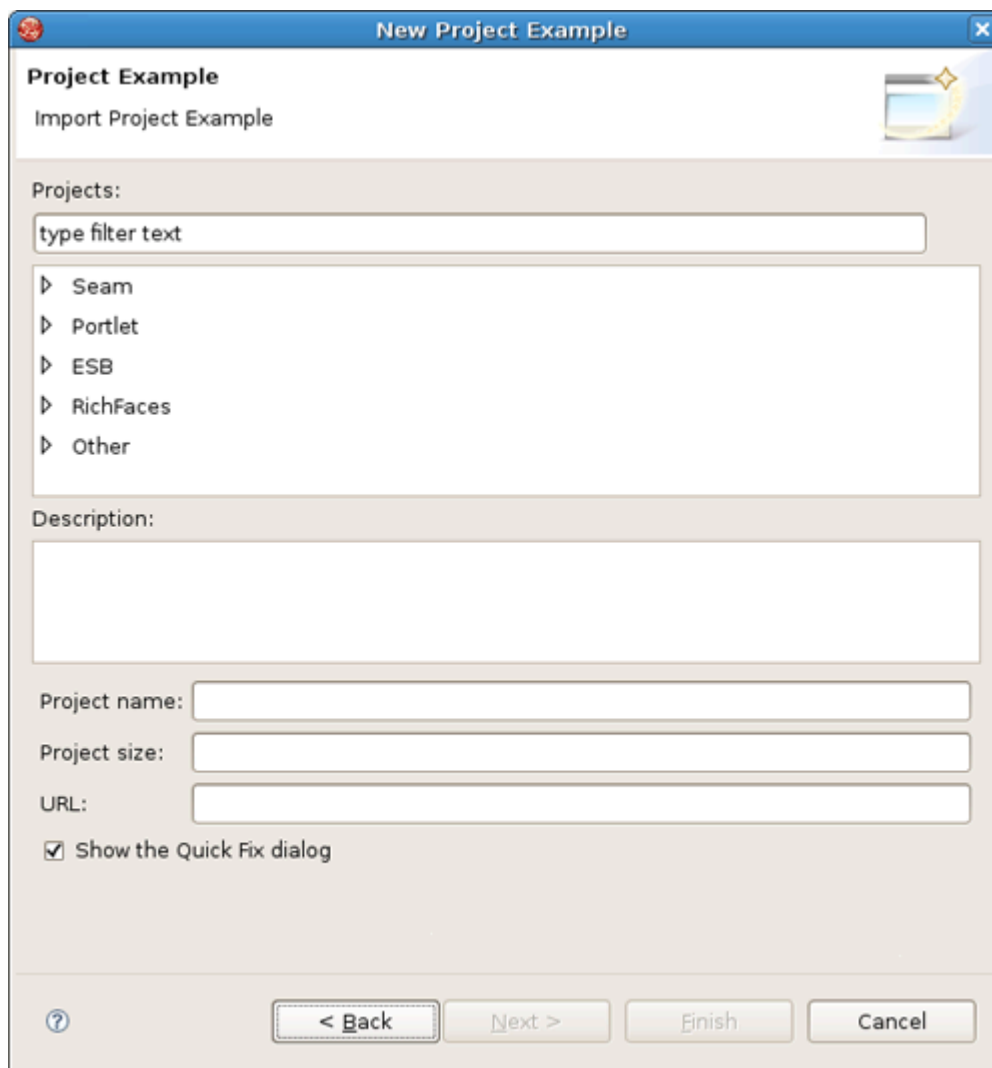 New Project Example
Project Example
Import Project Example
Projects:
type filter text
Seam
Portlet
ESB
RichFaces
Other
Description:
Project name:
Project size:
URL:
Show the Quick Fix dialog
? < Back Next > Finish Cancel